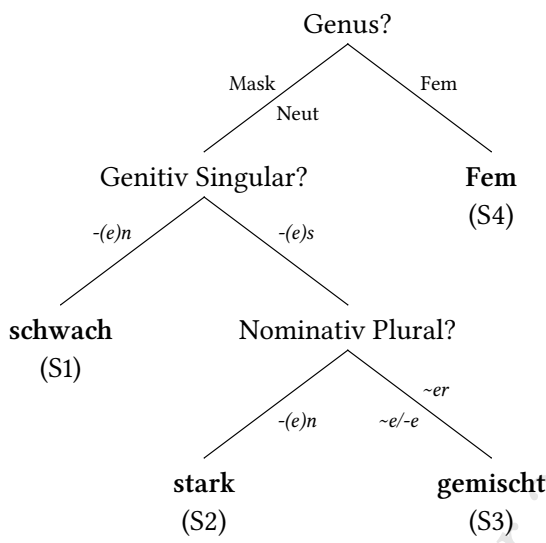 Genus?
Mask
Neut
Fem
Genitiv Singular?
Fem
(S4)
-(e)n
-(e)s
schwach
(S1)
Nominativ Plural?
-(e)n
~e/-e
~er
stark
(S2)
gemischt
(S3)